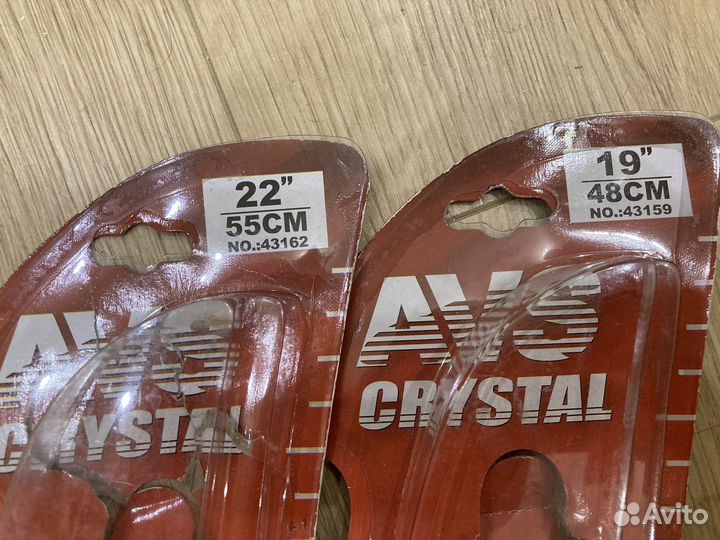 22”
55CM
NO.:43162
AVS
CRYSTAL
19”
48CM
NO.:43159
AVS
CRYSTAL
Avito